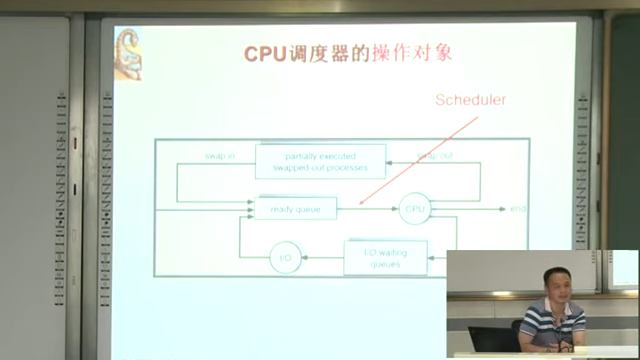 CPU调度器的操作对象
Scheduler
swap in
partially executed
swapped-out processes
swap out
ready queue
CPU
end
I/O
I/O waiting
queues